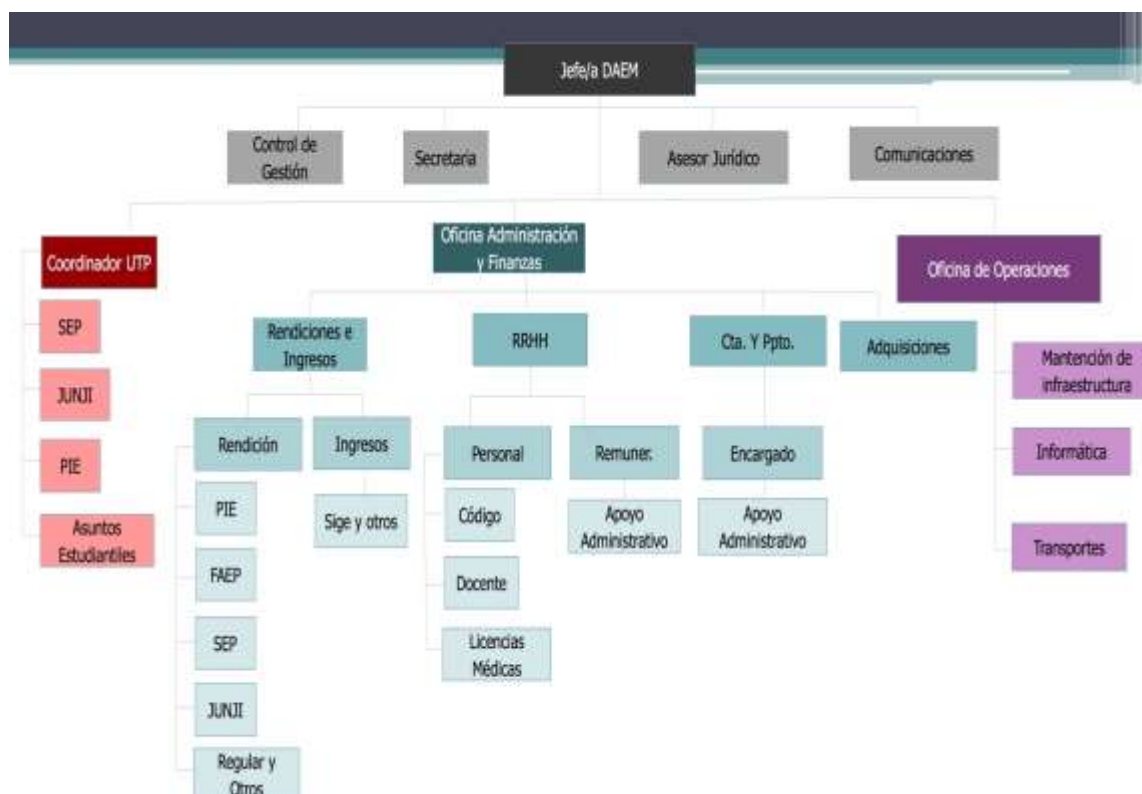 Jefe/a DAEM
Control de
Gestión
Secretaria
Asesor Jurídico
Comunicaciones
Coordinador UTP
SEP
JUNJI
PIE
Asuntos
Estudiantiles
Oficina Administración
y Finanzas
Rendiciones e
Ingresos
Rendición
PIE
FAEP
SEP
JUNJI
Regular y
Otros
Ingresos
Sige y otros
RRHH
Personal
Código
Docente
Licencias
Médicas
Remuner.
Apoyo
Administrativo
Cta. Y Ppto.
Encargado
Apoyo
Administrativo
Adquisiciones
Oficina de Operaciones
Mantención de
infraestructura
Informática
Transportes